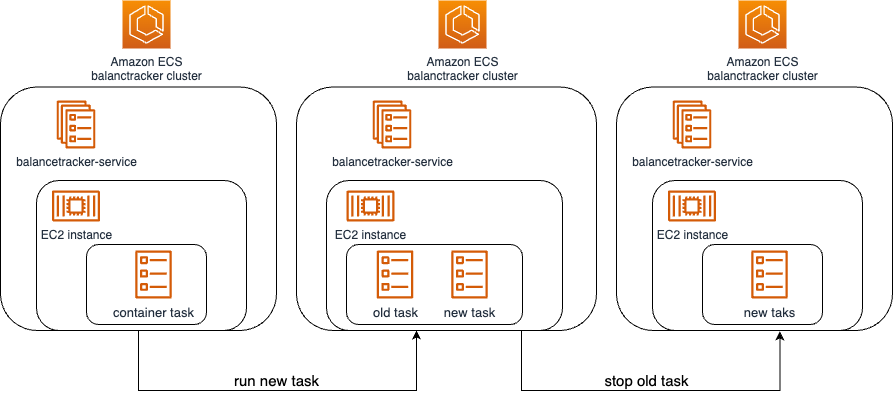 Amazon ECS
balanctracker cluster
balancetracker-service
EC2 instance
container task
Amazon ECS
balanctracker cluster
balancetracker-service
EC2 instance
old task
new task
Amazon ECS
balanctracker cluster
balancetracker-service
EC2 instance
new taks
run new task
stop old task